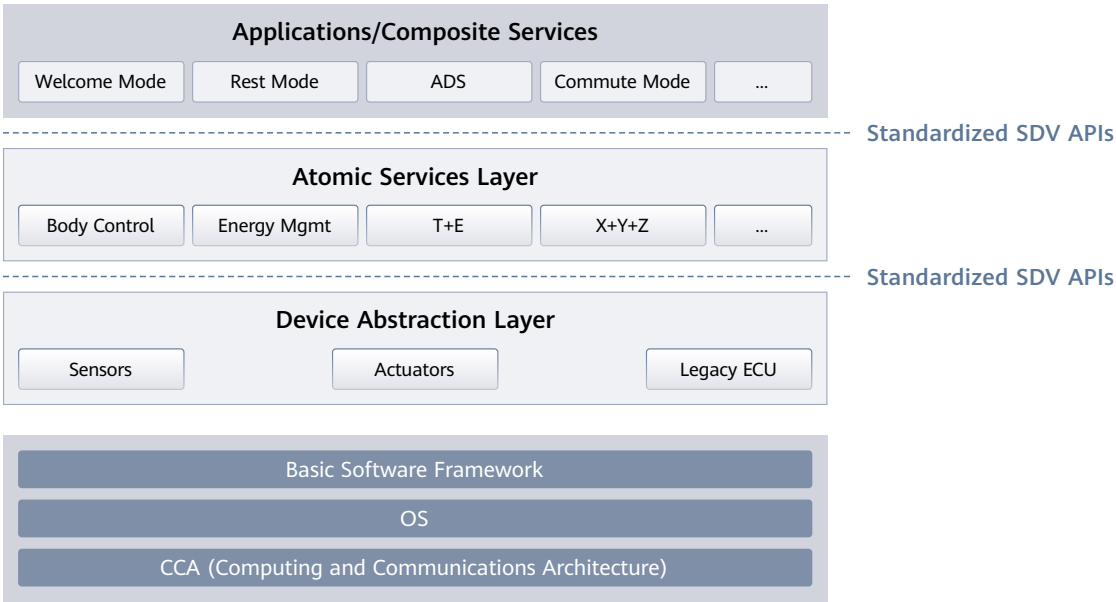 Applications/Composite Services
Welcome Mode
Rest Mode
ADS
Commute Mode
...
Standardized SDV APIs
Atomic Services Layer
Body Control
Energy Mgmt
T+E
X+Y+Z
...
Standardized SDV APIs
Device Abstraction Layer
Sensors
Actuators
Legacy ECU
Basic Software Framework
OS
CCA (Computing and Communications Architecture)